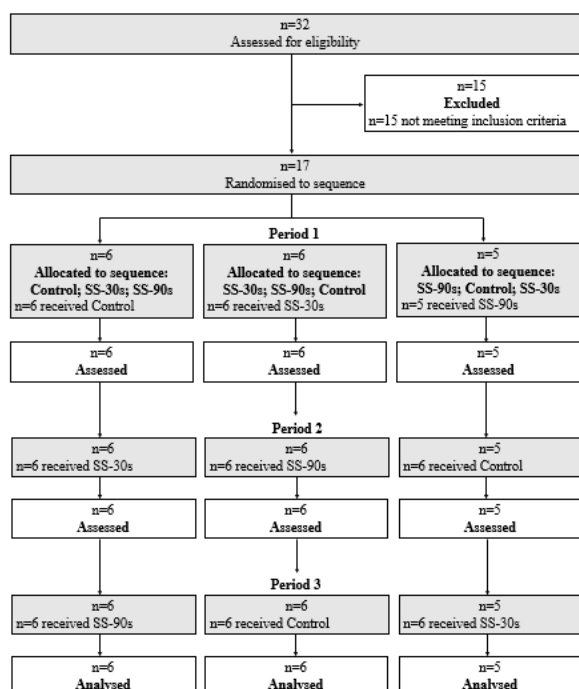 n=32
Assessed for eligibility
n=15
Excluded
n=15 not meeting inclusion criteria
n=17
Randomised to sequence
Period 1
n=6
Allocated to sequence:
Control; SS-30s; SS-90s
n=6 received Control
n=6
Allocated to sequence:
SS-30s; SS-90s; Control
n=6 received SS-30s
n=5
Allocated to sequence:
SS-90s; Control; SS-30s
n=5 received SS-90s
n=6
Assessed
n=6
Assessed
n=5
Assessed
Period 2
n=6
n=6 received SS-30s
n=6
n=6 received SS-90s
n=5
n=6 received Control
n=6
Assessed
n=6
Assessed
n=5
Assessed
Period 3
n=6
n=6 received SS-90s
n=6
n=6 received Control
n=5
n=6 received SS-30s
n=6
Analysed
n=6
Analysed
n=5
Analysed